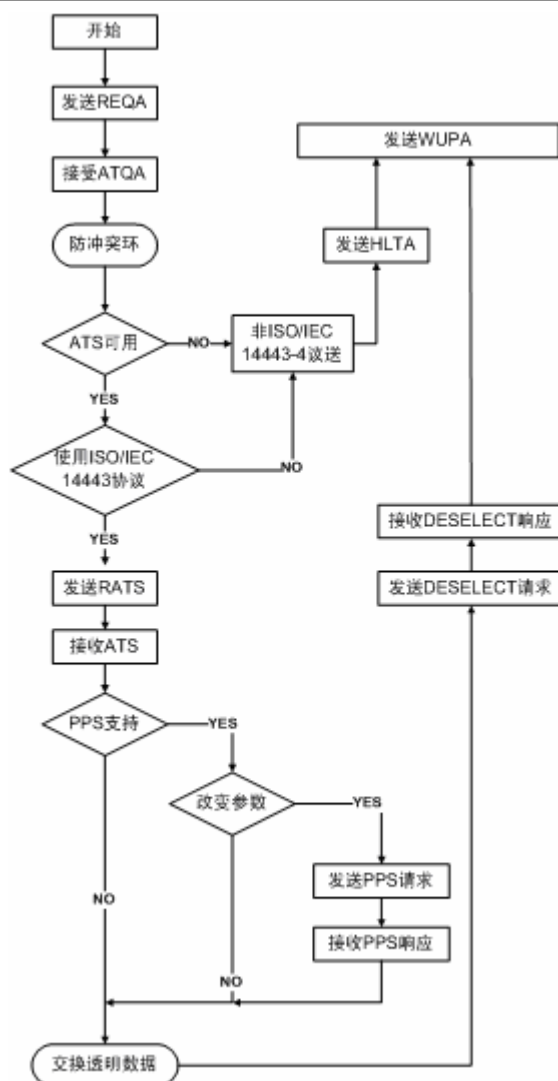 开始
发送REQA
接受ATQA
防冲突环
ATS可用
NO
YES
使用ISO/IEC
14443协议
NO
YES
发送RATS
接收ATS
PPS支持
YES
NO
改变参数
YES
NO
发送PPS请求
接收PPS响应
交换透明数据
非ISO/IEC
14443-4议送
发送HLTA
发送WUPA
接收DESELECT响应
发送DESELECT请求